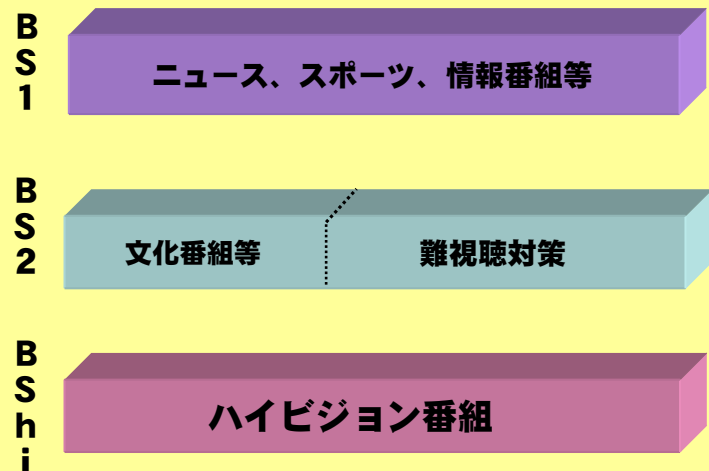 BS1
ニュース、スポーツ、情報番組等
BS2
文化番組等
難視聴対策
BShi
ハイビジョン番組